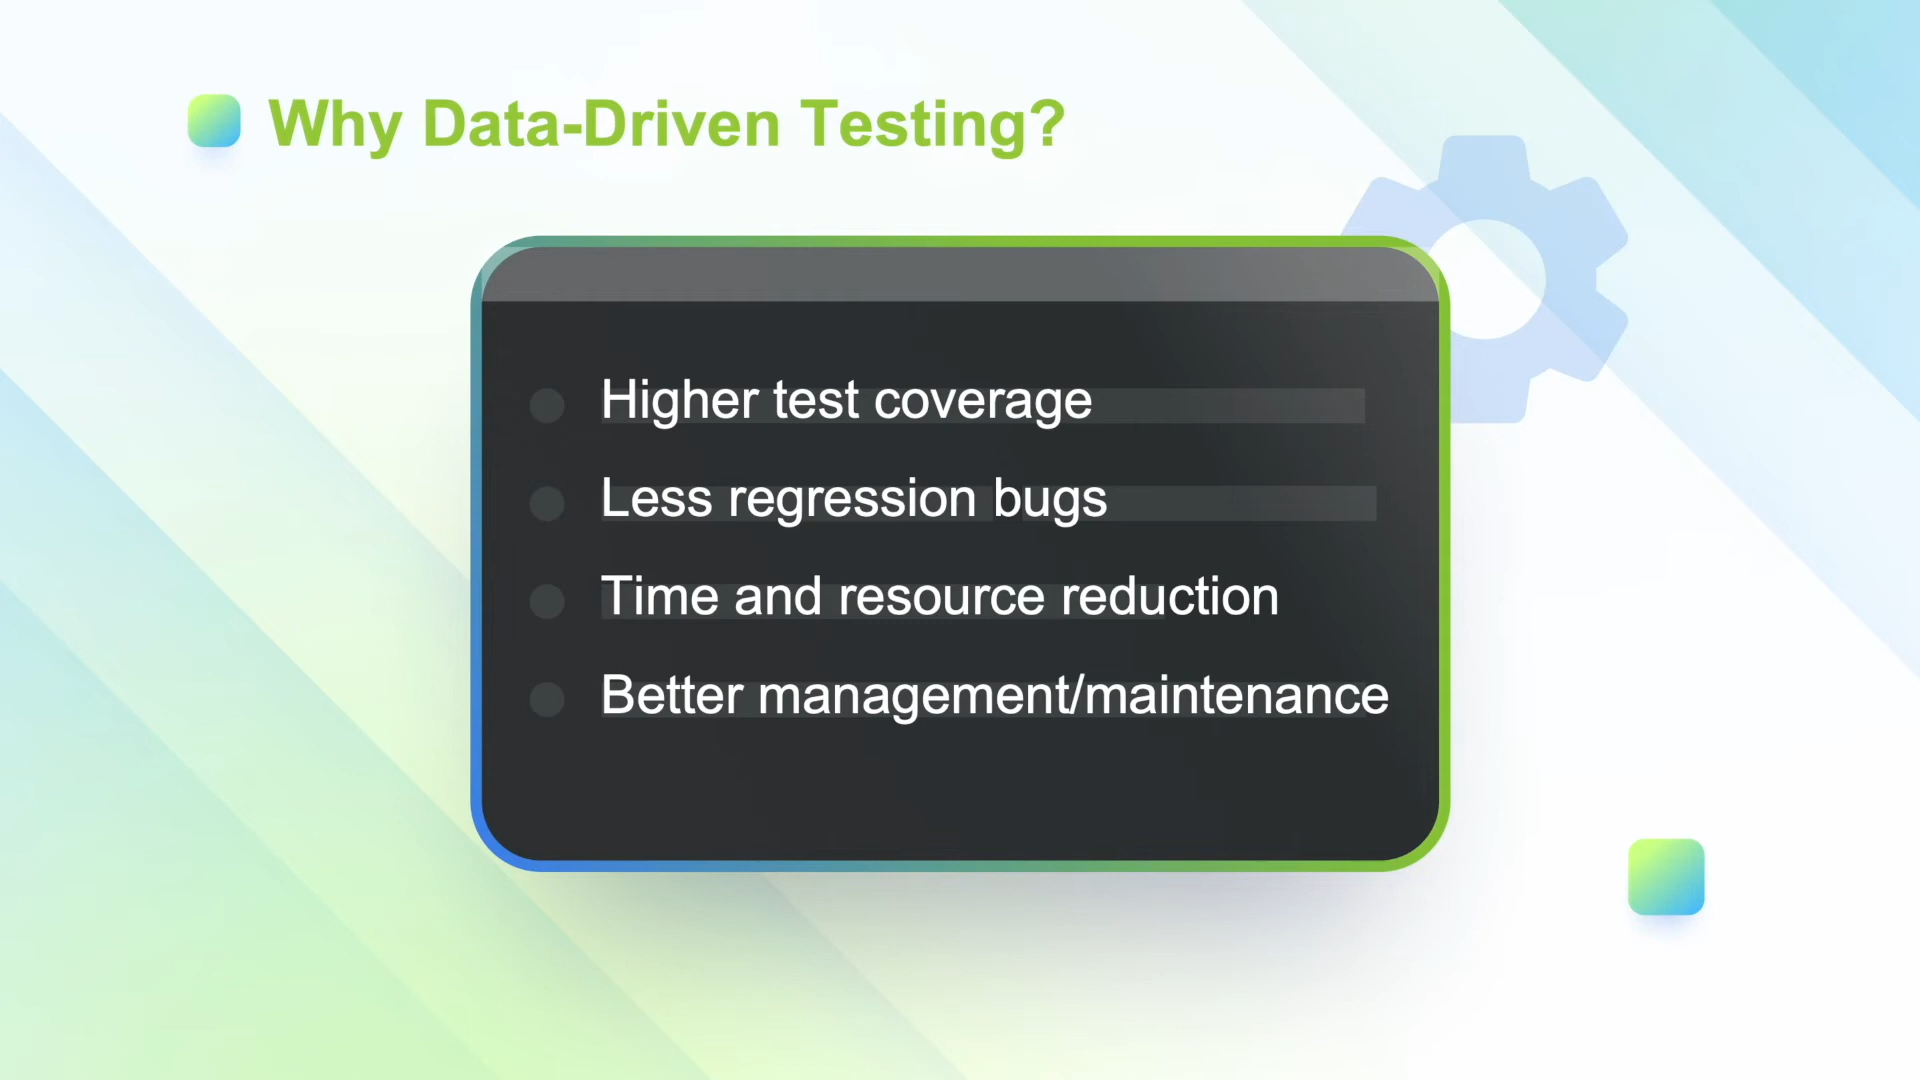 Why Data-Driven Testing?
Higher test coverage
Less regression bugs
Time and resource reduction
Better management/maintenance